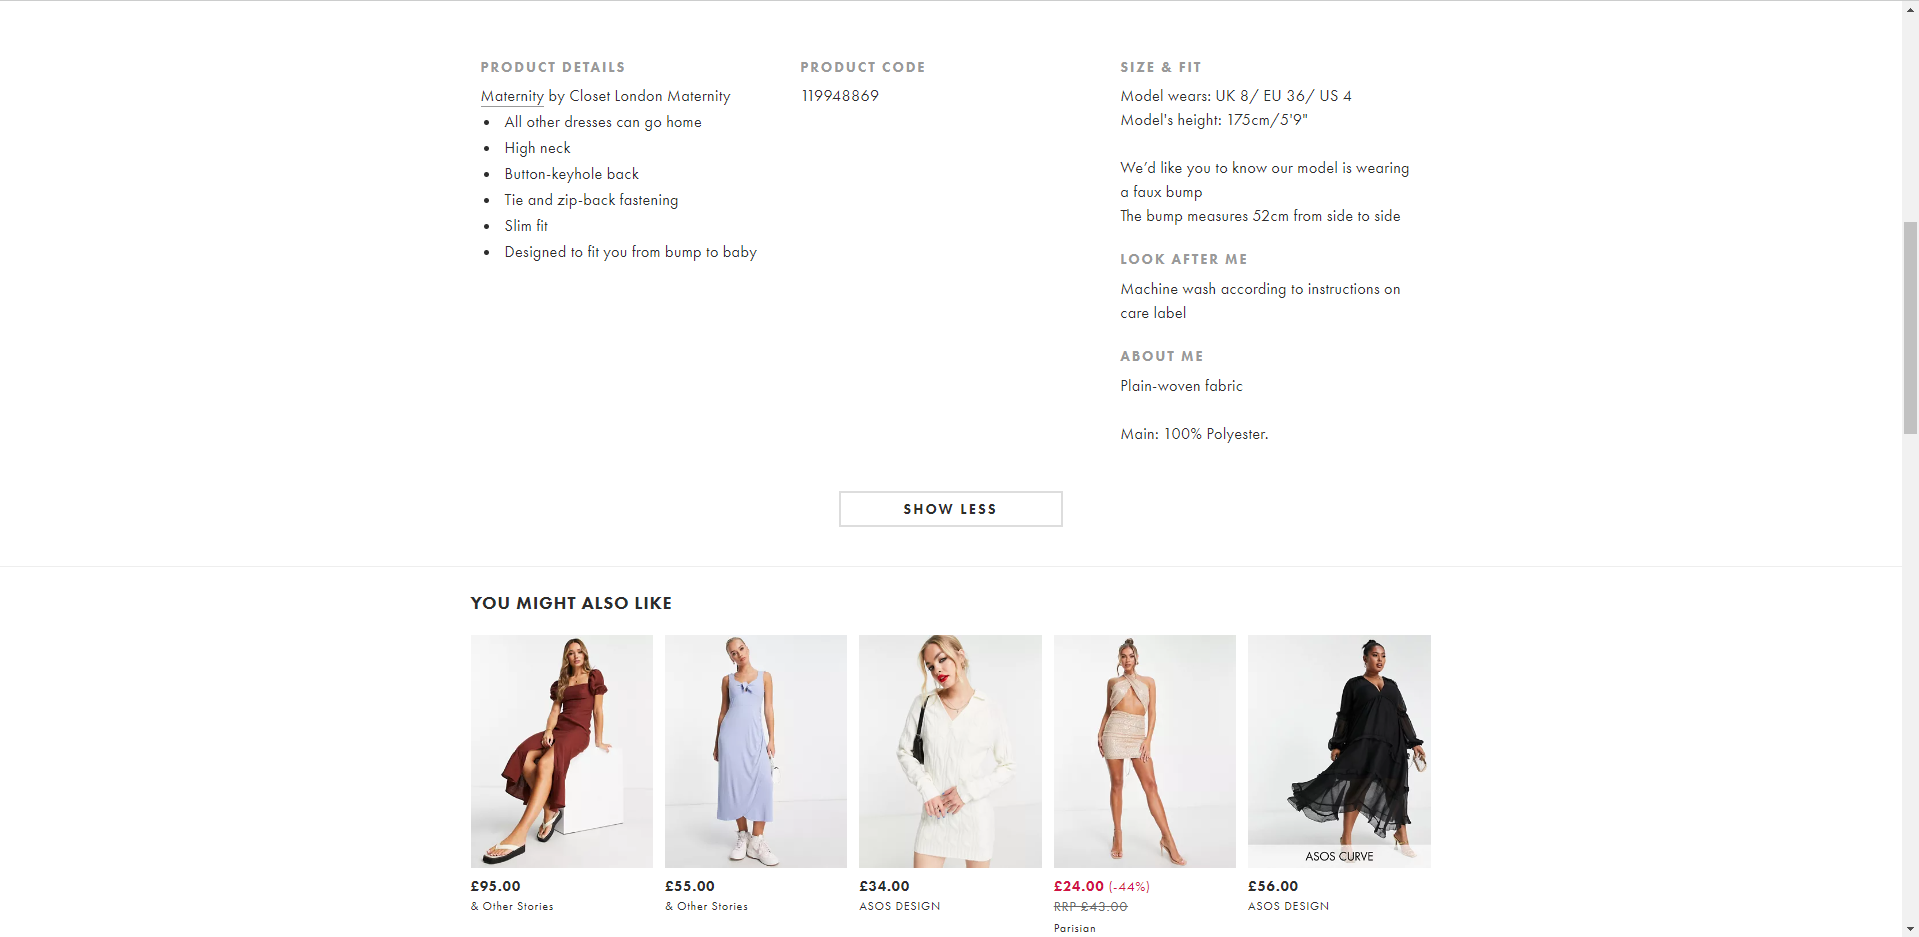 PRODUCT DETAILS
Maternity by Closet London Maternity
All other dresses can go home
High neck
Button-keyhole back
Tie and zip-back fastening
Slim fit
Designed to fit you from bump to baby
PRODUCT CODE
119948869
SIZE & FIT
Model wears: UK 8/ EU 36/ US 4
Model's height: 175cm/5'9"
We’d like you to know our model is wearing
a faux bump
The bump measures 52cm from side to side
LOOK AFTER ME
Machine wash according to instructions on
care label
ABOUT ME
Plain-woven fabric
Main: 100% Polyester.
SHOW LESS
YOU MIGHT ALSO LIKE
£95.00
& Other Stories
£55.00
& Other Stories
£34.00
ASOS DESIGN
£24.00 (-44%)
RRP £43.00
Parisian
ASOS CURVE
£56.00
ASOS DESIGN